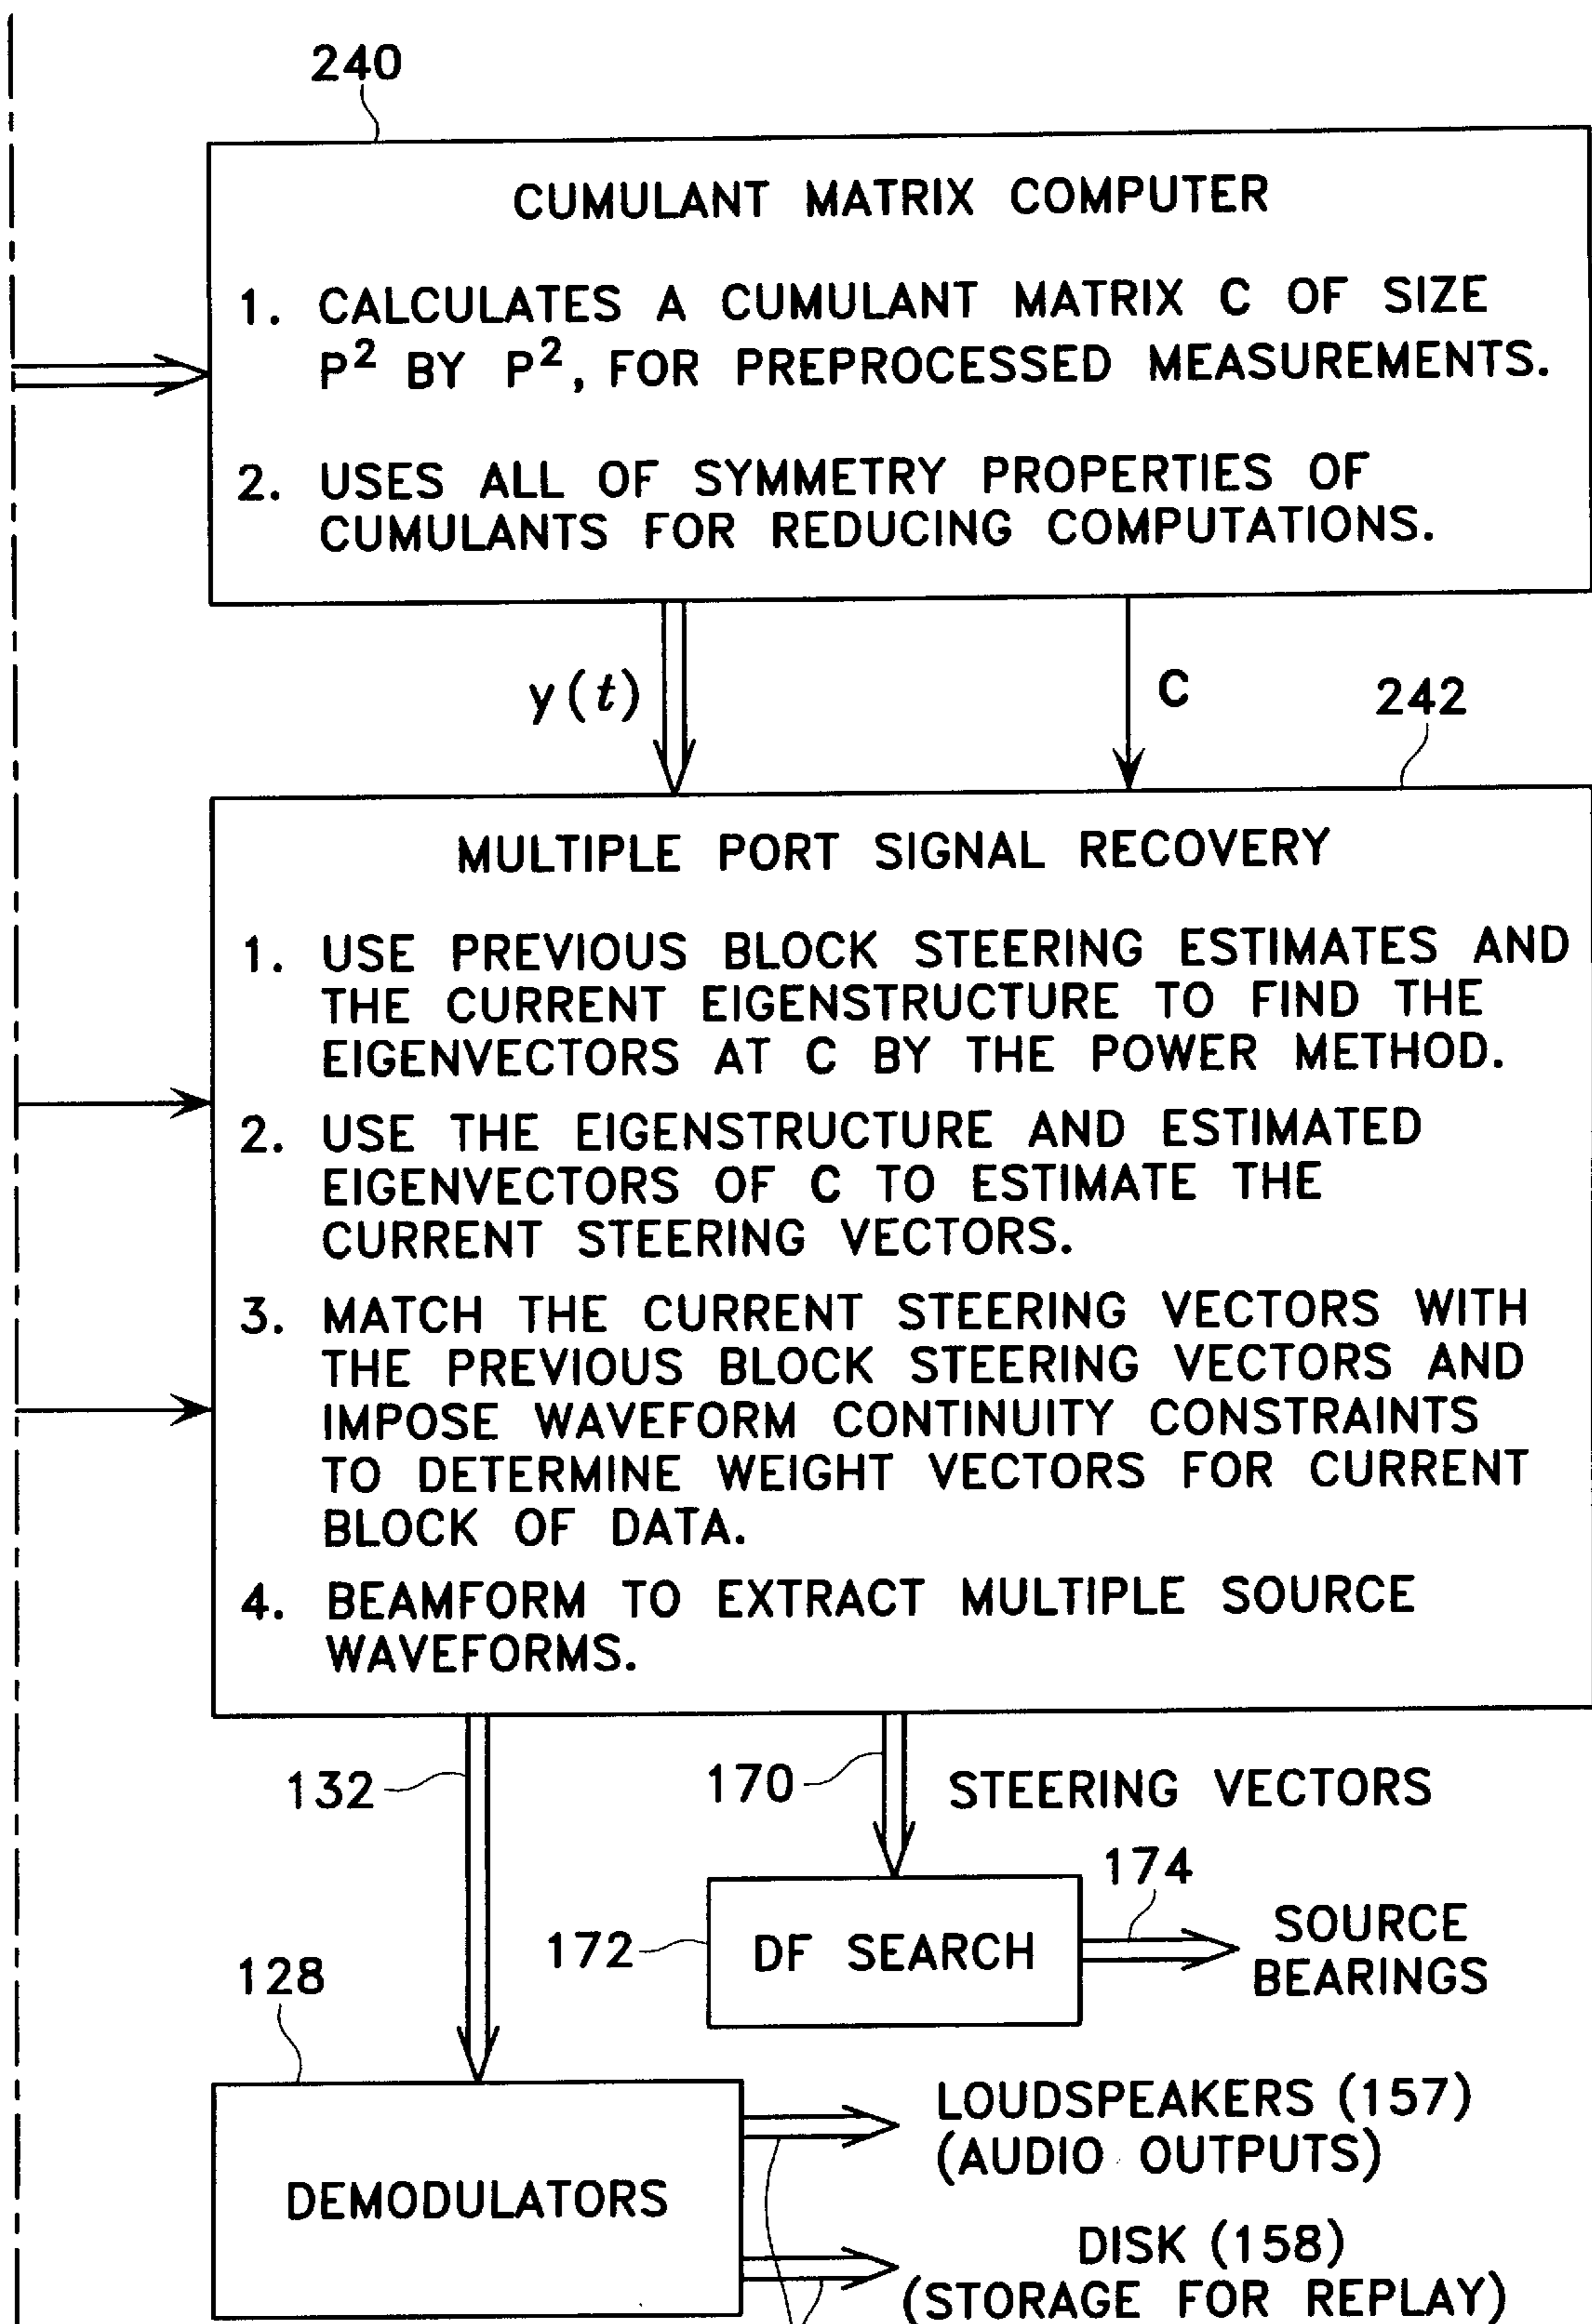 240
CUMULANT MATRIX COMPUTER
1. CALCULATES A CUMULANT MATRIX C OF SIZE
P² BY P², FOR PREPROCESSED MEASUREMENTS.
2. USES ALL OF SYMMETRY PROPERTIES OF
CUMULANTS FOR REDUCING COMPUTATIONS.
y(t)
C
242
MULTIPLE PORT SIGNAL RECOVERY
1. USE PREVIOUS BLOCK STEERING ESTIMATES AND
THE CURRENT EIGENSTRUCTURE TO FIND THE
EIGENVECTORS AT C BY THE POWER METHOD.
2. USE THE EIGENSTRUCTURE AND ESTIMATED
EIGENVECTORS OF C TO ESTIMATE THE
CURRENT STEERING VECTORS.
3. MATCH THE CURRENT STEERING VECTORS WITH
THE PREVIOUS BLOCK STEERING VECTORS AND
IMPOSE WAVEFORM CONTINUITY CONSTRAINTS
TO DETERMINE WEIGHT VECTORS FOR CURRENT
BLOCK OF DATA.
4. BEAMFORM TO EXTRACT MULTIPLE SOURCE
WAVEFORMS.
132
170
STEERING VECTORS
174
172
DF SEARCH
SOURCE
BEARINGS
128
DEMODULATORS
LOUDSPEAKERS (157)
(AUDIO OUTPUTS)
DISK (158)
(STORAGE FOR REPLAY)